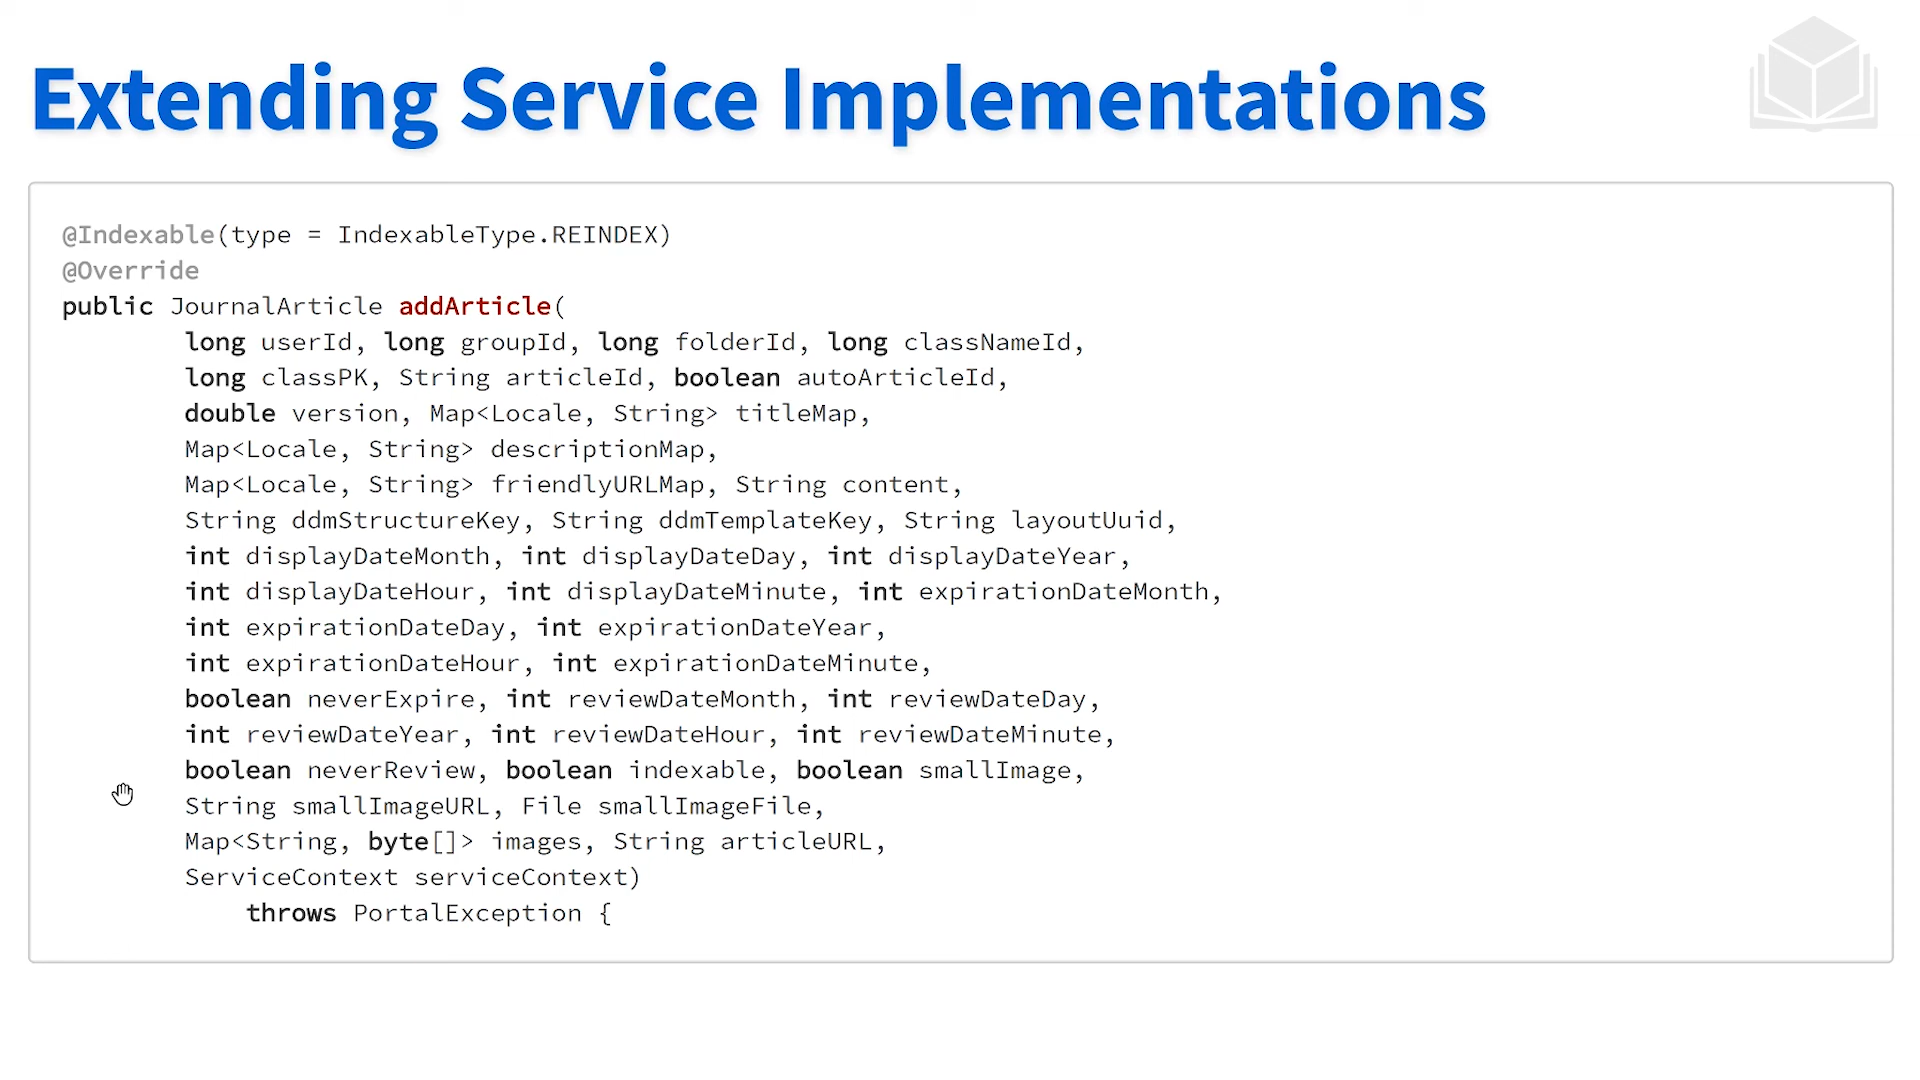 Extending Service Implementations
@Indexable(type = IndexableType.REINDEX)
@Override
public JournalArticle addArticle(
long userId, long groupId, long folderId, long classNameId,
long classPK, String articleId, boolean autoArticleId,
double version, Map<Locale, String> titleMap,
Map<Locale, String> descriptionMap,
Map<Locale, String> friendlyURLMap, String content,
String ddmStructureKey, String ddmTemplateKey, String layoutUuid,
int displayDateMonth, int displayDateDay, int displayDateYear,
int displayDateHour, int displayDateMinute, int expirationDateMonth,
int expirationDateDay, int expirationDateYear,
int expirationDateHour, int expirationDateMinute,
boolean neverExpire, int reviewDateMonth, int reviewDateDay,
int reviewDateYear, int reviewDateHour, int reviewDateMinute,
boolean neverReview, boolean indexable, boolean smallImage,
String smallImageURL, File smallImageFile,
Map<String, byte[]> images, String articleURL,
ServiceContext serviceContext)
throws PortalException {